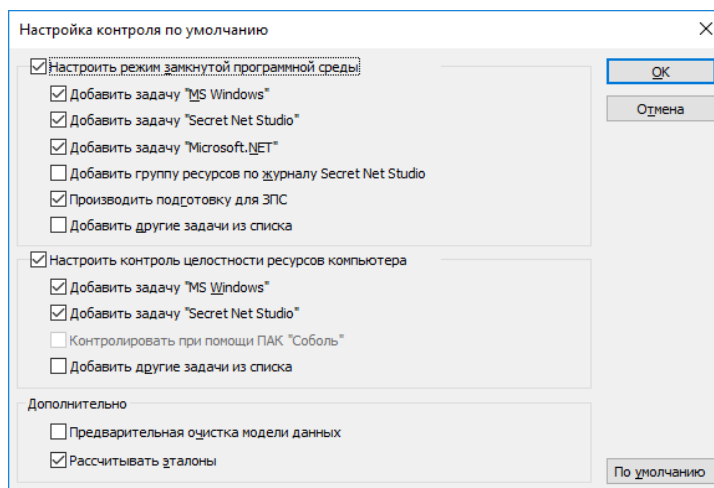 Настройка контроля по умолчанию
Настроить режим замкнутой программной среды
OK
Добавить задачу "MS Windows"
Отмена
Добавить задачу "Secret Net Studio"
Добавить задачу "Microsoft.NET"
Добавить группу ресурсов по журналу Secret Net Studio
Производить подготовку для ЗПС
Добавить другие задачи из списка
Настроить контроль целостности ресурсов компьютера
Добавить задачу "MS Windows"
Добавить задачу "Secret Net Studio"
Контролировать при помощи ПАК "Соболь"
Добавить другие задачи из списка
Дополнительно
Предварительная очистка модели данных
Рассчитывать эталоны
По умолчанию